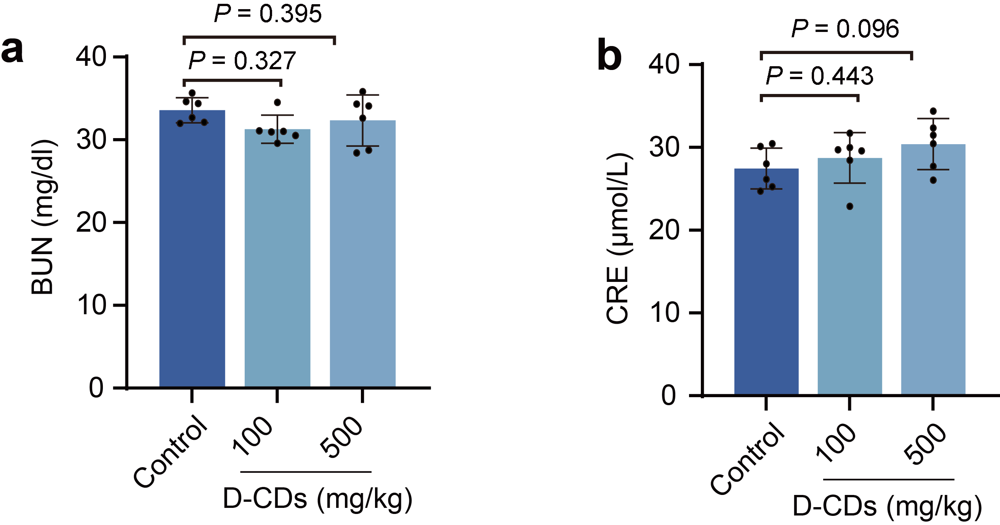 a
P = 0.395
P = 0.327
BUN (mg/dl)
40
30
20
10
0
Control
100
500
D-CDs (mg/kg)
b
P = 0.096
P = 0.443
CRE (μmol/L)
40
30
20
10
0
Control
100
500
D-CDs (mg/kg)